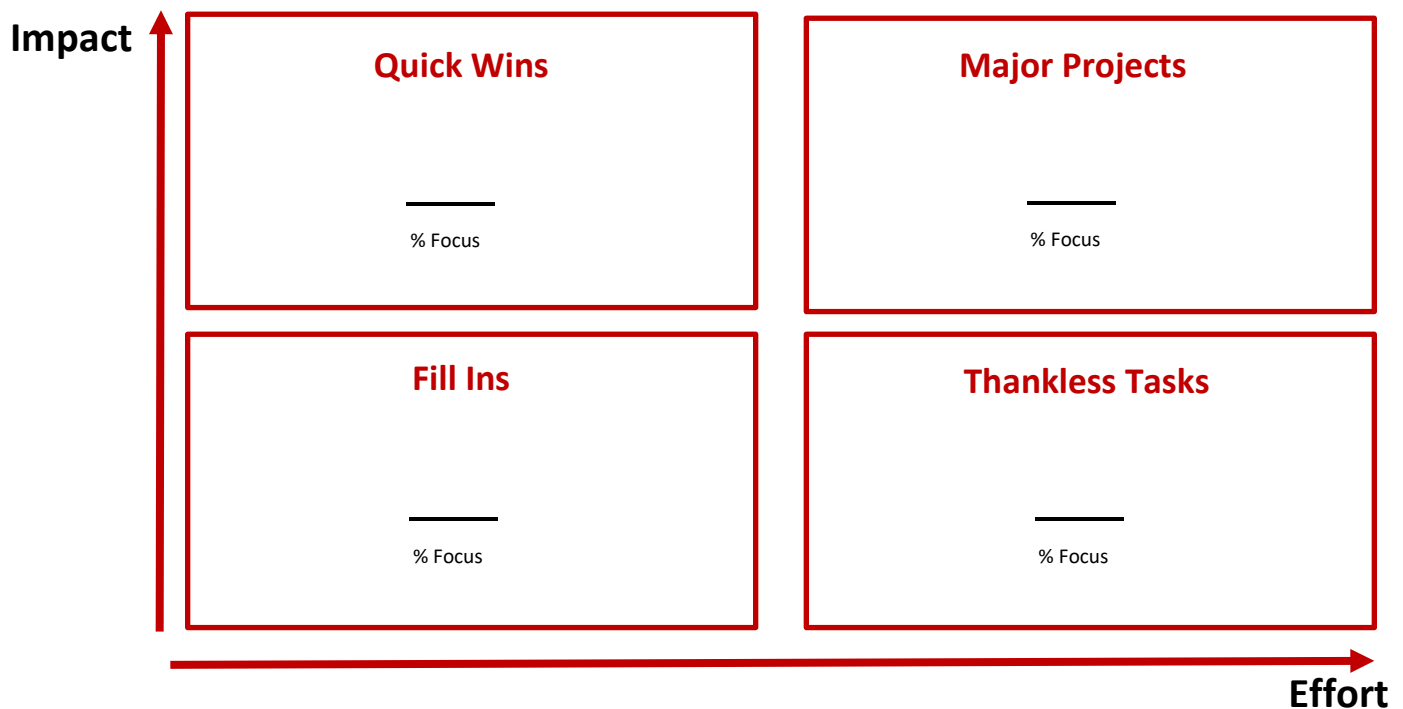 Impact
Quick Wins
Major Projects
% Focus
% Focus
Fill Ins
Thankless Tasks
% Focus
% Focus
Effort